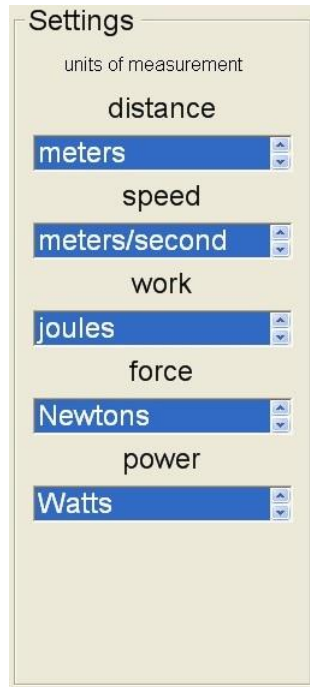 Settings
units of measurement
distance
meters
speed
meters/second
work
joules
force
Newtons
power
Watts